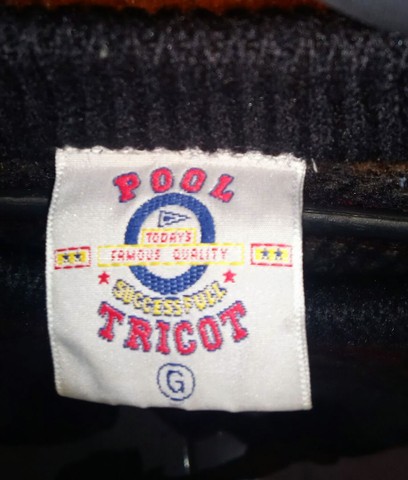 POOL
TODAY'S
FAMOUS QUALITY
SUCCESSFULL
TRICOT
G